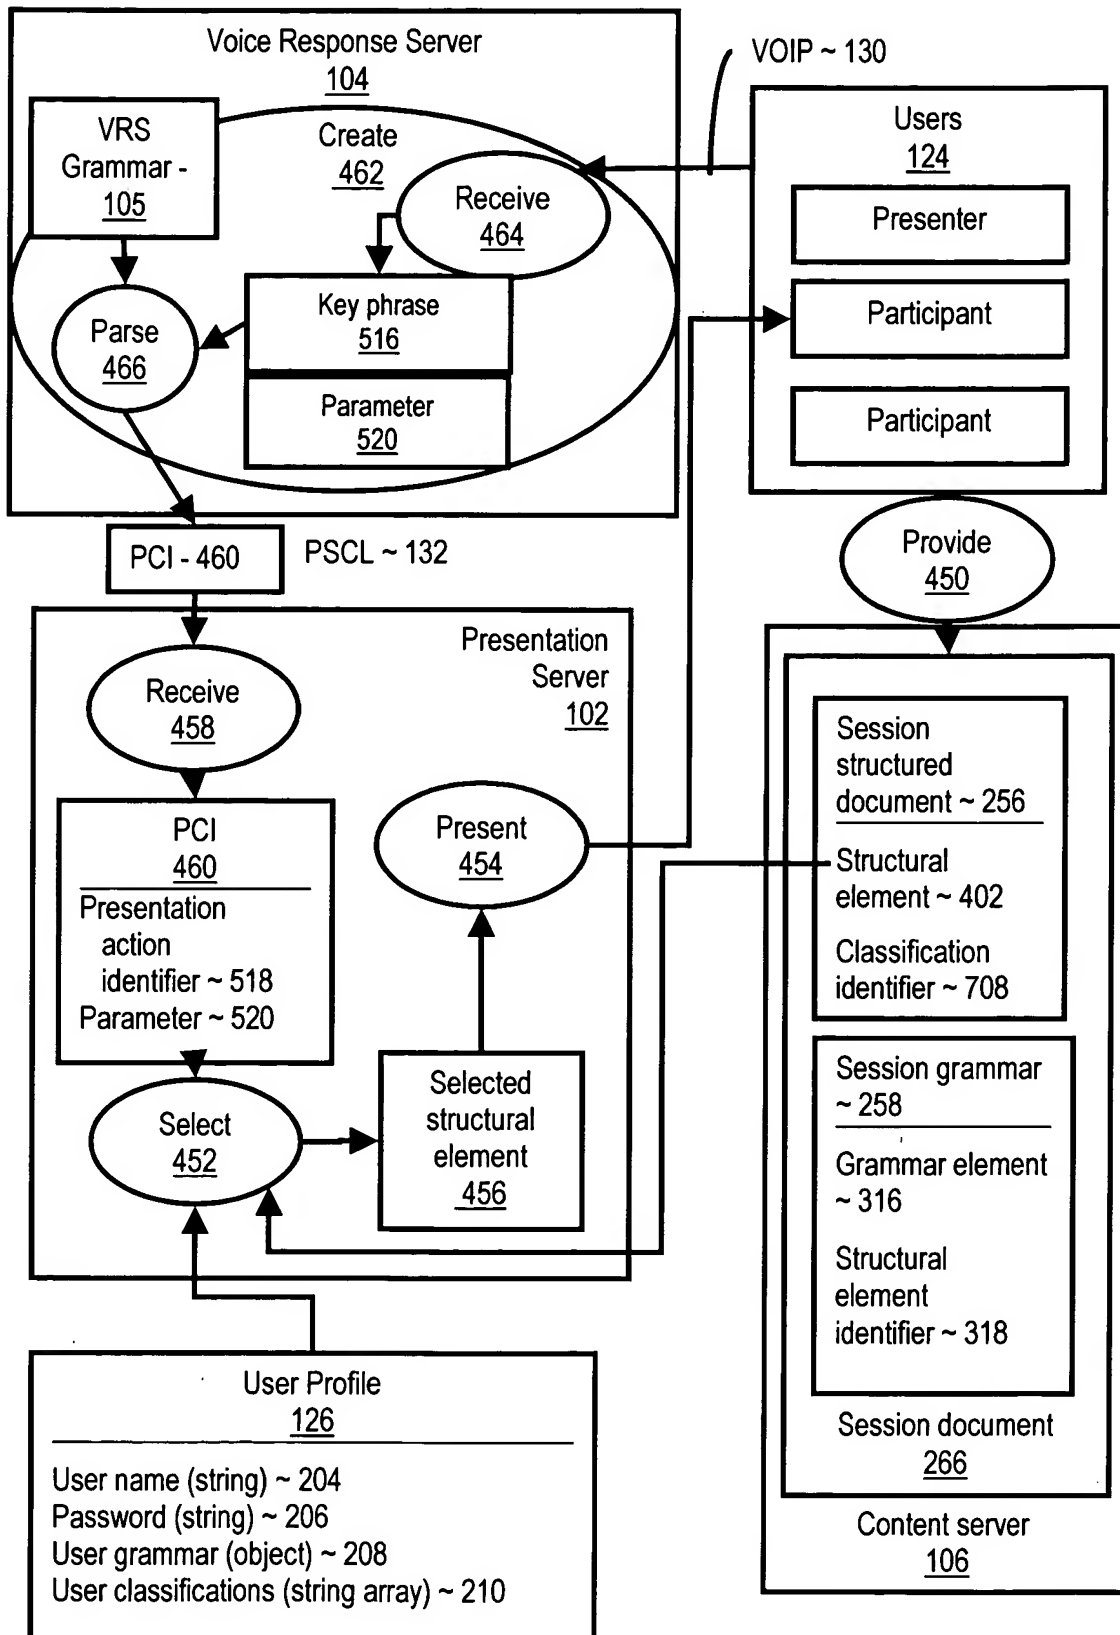 Voice Response Server
104
VRS
Grammar -
105
Create
462
Receive
464
Key phrase
516
Parse
466
Parameter
520
VOIP ~ 130
Users
124
Presenter
Participant
Participant
PCI - 460
PSCL ~ 132
Provide
450
Presentation
Server
102
Receive
458
PCI
460
Presentation
action
identifier ~ 518
Parameter ~ 520
Present
454
Select
452
Selected
structural
element
456
Session
structured
document ~ 256
Structural
element ~ 402
Classification
identifier ~ 708
Session grammar
~ 258
Grammar element
~ 316
Structural
element
identifier ~ 318
Session document
266
Content server
106
User Profile
126
User name (string) ~ 204
Password (string) ~ 206
User grammar (object) ~ 208
User classifications (string array) ~ 210